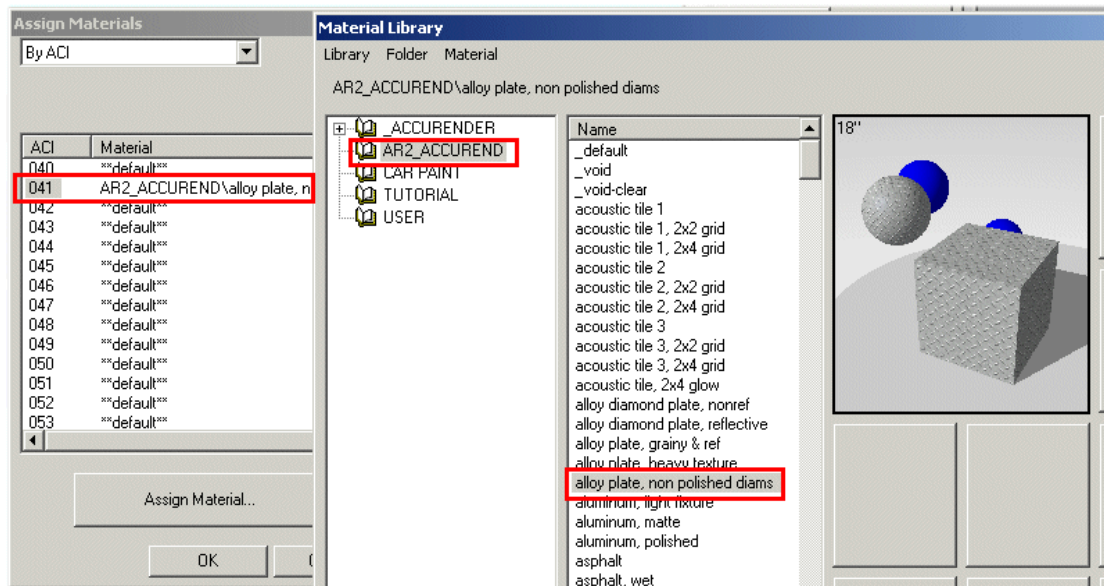 Assign Materials
By ACI
ACI Material
040 **default**
041 AR2_ACCUREND\alloy plate, n
042 **default**
043 **default**
044 **default**
045 **default**
046 **default**
047 **default**
048 **default**
049 **default**
050 **default**
051 **default**
052 **default**
053 **default**
Assign Material...
OK
Material Library
Library Folder Material
AR2_ACCUREND\alloy plate, non polished diams
_ACCURENDER
AR2_ACCUREND
CAR PAINT
TUTORIAL
USER
Name
_default
_void
_void-clear
acoustic tile 1
acoustic tile 1, 2x2 grid
acoustic tile 1, 2x4 grid
acoustic tile 2
acoustic tile 2, 2x2 grid
acoustic tile 2, 2x4 grid
acoustic tile 3
acoustic tile 3, 2x2 grid
acoustic tile 3, 2x4 grid
acoustic tile, 2x4 glow
alloy diamond plate, nonref
alloy diamond plate, reflective
alloy plate, grainy & ref
alloy plate, heavy texture
alloy plate, non polished diams
aluminum, light fixture
aluminum, matte
aluminum, polished
asphalt
asphalt, wet
18"